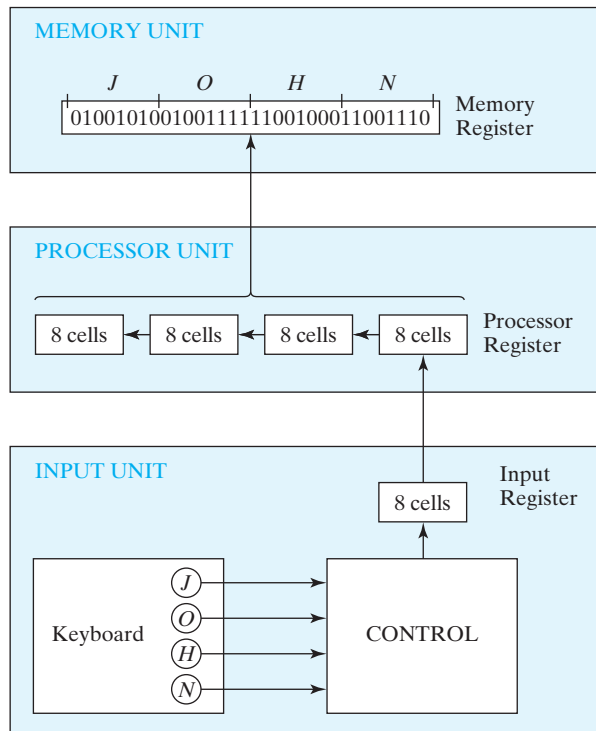 MEMORY UNIT
J O H N
01001010010011111100100011001110
Memory
Register
PROCESSOR UNIT
8 cells 8 cells 8 cells 8 cells
Processor
Register
INPUT UNIT
Input
Register
8 cells
J
O
Keyboard
CONTROL
H
N